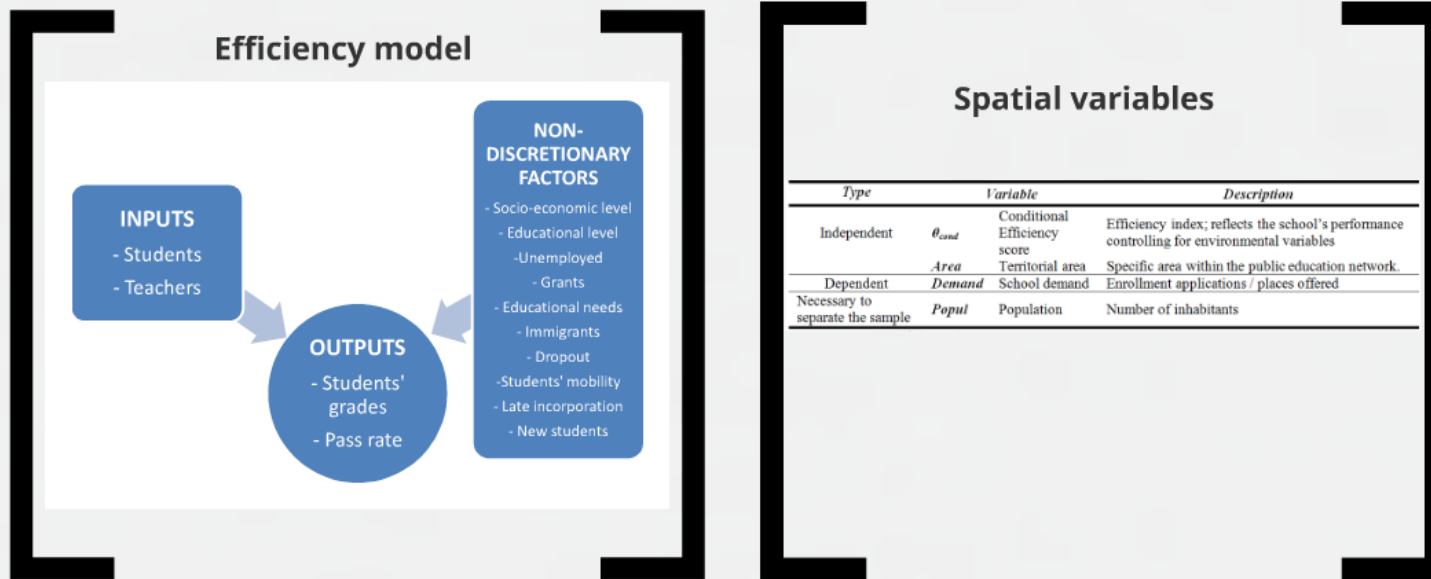 Efficiency model
INPUTS
- Students
- Teachers
OUTPUTS
- Students'
grades
- Pass rate
NON-
DISCRETIONARY
FACTORS
- Socio-economic level
- Educational level
-Unemployed
- Grants
- Educational needs
- Immigrants
- Dropout
-Students' mobility
- Late incorporation
- New students
Spatial variables
Type Variable Description
Independent θcond Conditional Efficiency score Efficiency index; reflects the school's performance controlling for environmental variables
Area Territorial area Specific area within the public education network.
Dependent Demand School demand Enrollment applications / places offered
Necessary to separate the sample Popul Population Number of inhabitants